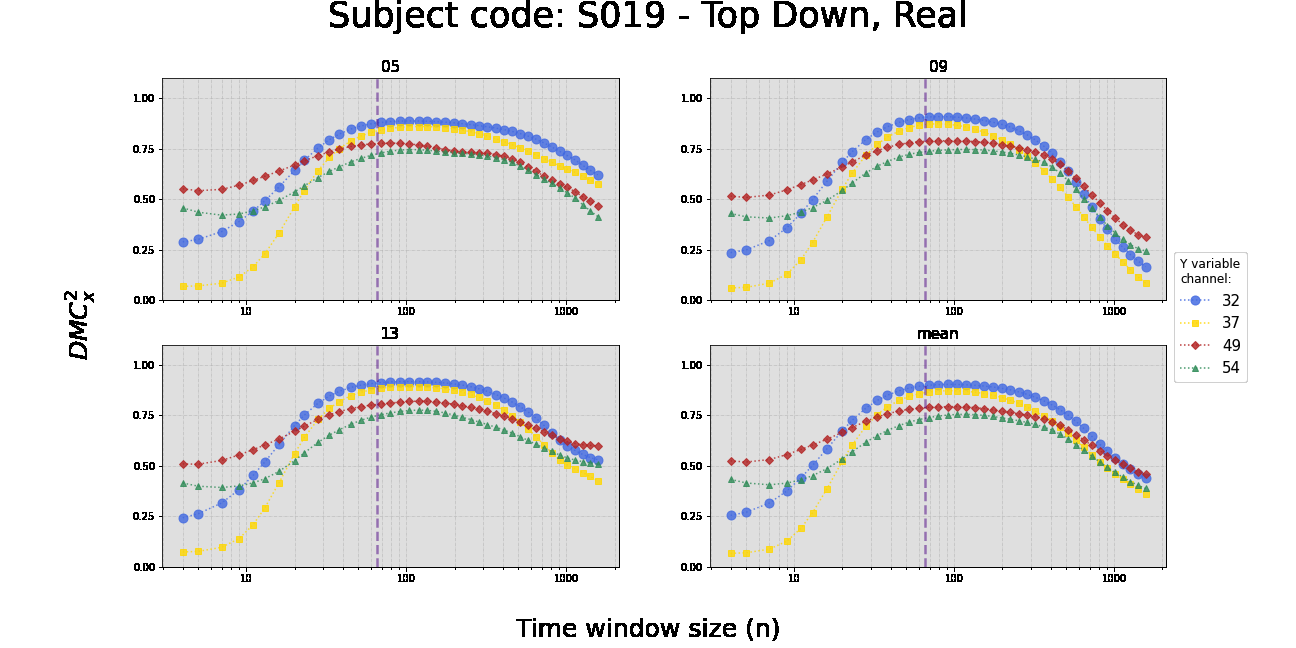 Subject code: S019 - Top Down, Real
05
1.00
0.75
0.50
0.25
0.00
10 100 1000
09
1.00
0.75
0.50
0.25
0.00
10 100 1000
13
1.00
0.75
0.50
0.25
0.00
10 100 1000
mean
1.00
0.75
0.50
0.25
0.00
10 100 1000
DMC²ₓ
Time window size (n)
Y variable
channel:
32
37
49
54